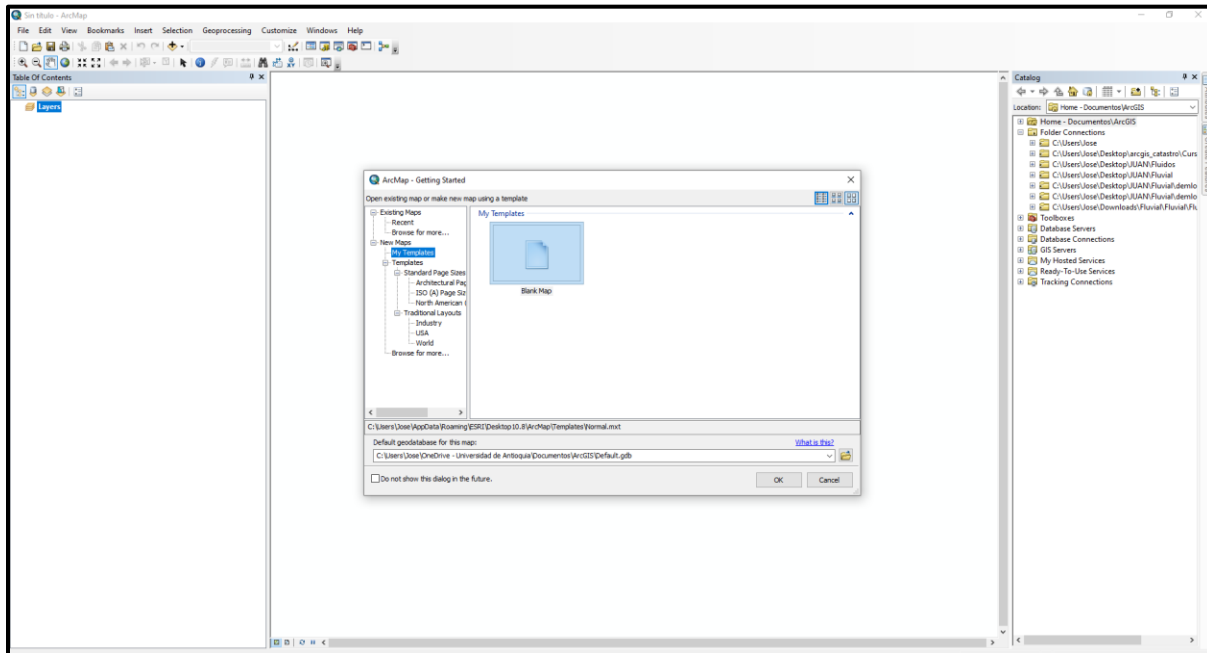 Sin título - ArcMap
File Edit View Bookmarks Insert Selection Geoprocessing Customize Windows Help
Table Of Contents
Layers
ArcMap - Getting Started
Open existing map or make new map using a template
Existing Maps
Recent
Browse for more...
New Maps
My Templates
Templates
Standard Page Sizes
Architectural Pag
ISO (A) Page Siz
North American (
Traditional Layouts
Industry
USA
World
Browse for more...
My Templates
Blank Map
C:\Users\Jose\AppData\Roaming\ESRI\Desktop10.8\ArcMap\Templates\Normal.mxt
Default geodatabase for this map:
What is this?
C:\Users\Jose\OneDrive - Universidad de Antioquia\Documentos\ArcGIS\Default.gdb
Do not show this dialog in the future.
OK Cancel
Catalog
Location: Home - Documentos\ArcGIS
Home - Documentos\ArcGIS
Folder Connections
C:\Users\Jose
C:\Users\Jose\Desktop\arcgis_catastro\Curs
C:\Users\Jose\Desktop\JUAN\Fluidos
C:\Users\Jose\Desktop\JUAN\Fluvial
C:\Users\Jose\Desktop\JUAN\Fluvial\demlo
C:\Users\Jose\Desktop\JUAN\Fluvial\demlo
C:\Users\Jose\Downloads\Fluvial\Fluvial\Flu
Toolboxes
Database Servers
Database Connections
GIS Servers
My Hosted Services
Ready-To-Use Services
Tracking Connections